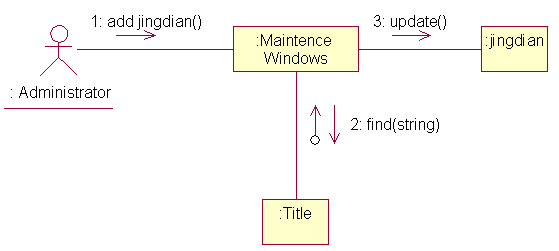 1: add jingdian()
3: update()
:Maintence
Windows
:jingdian
: Administrator
2: find(string)
:Title